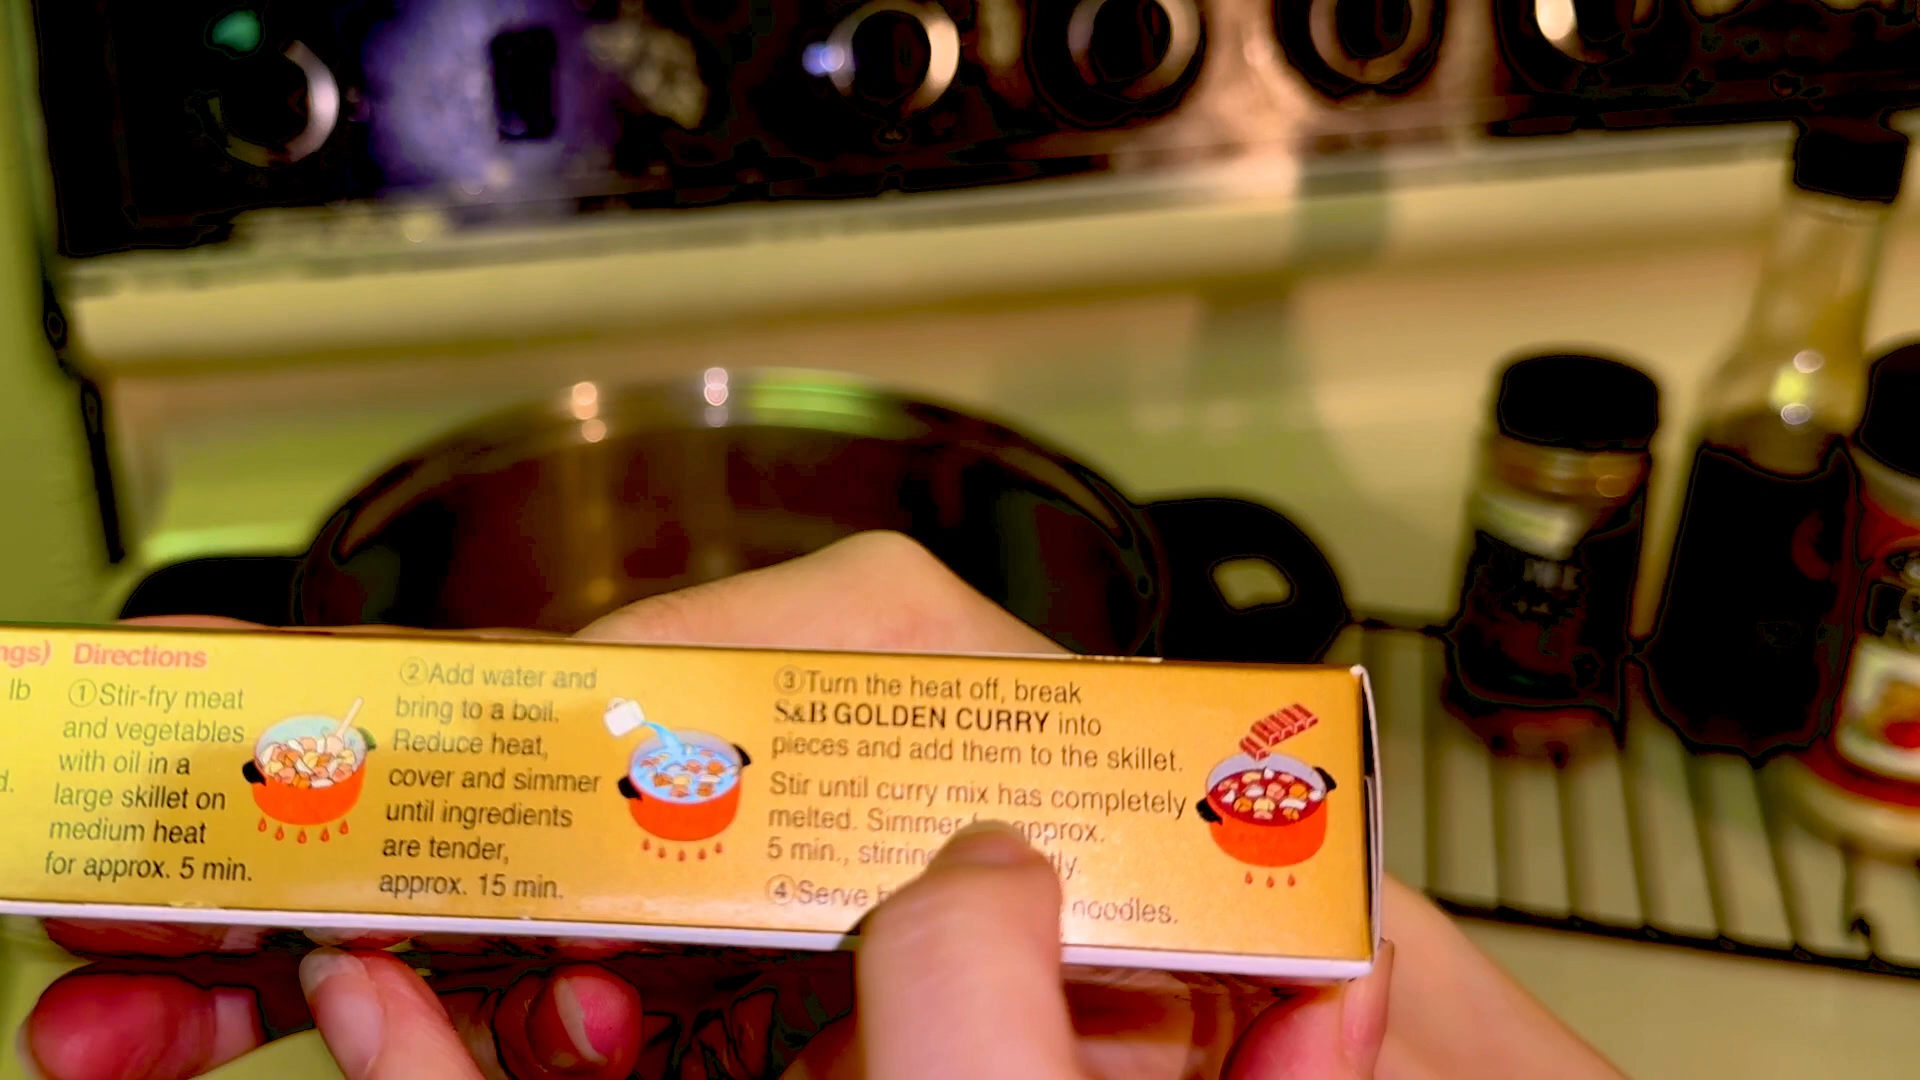 ngs) Directions
lb
d.
①Stir-fry meat
and vegetables
with oil in a
large skillet on
medium heat
for approx. 5 min.
②Add water and
bring to a boil.
Reduce heat,
cover and simmer
until ingredients
are tender,
approx. 15 min.
③Turn the heat off, break
S&B GOLDEN CURRY into
pieces and add them to the skillet.
Stir until curry mix has completely
melted. Simmer approx.
5 min., stirring
④Serve noodles.